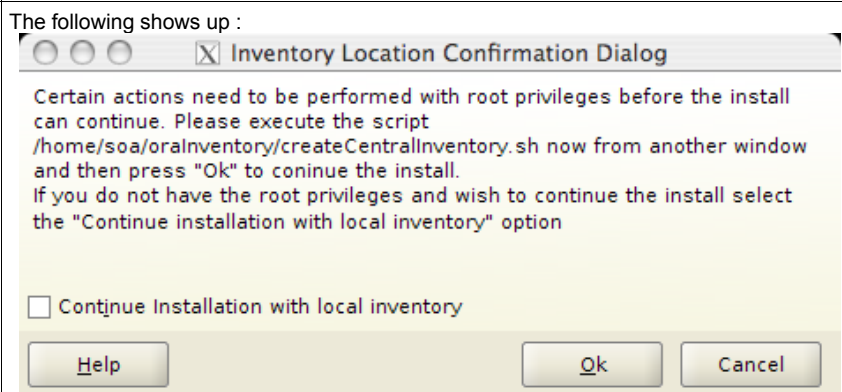 The following shows up :
X Inventory Location Confirmation Dialog
Certain actions need to be performed with root privileges before the install
can continue. Please execute the script
/home/soa/oraInventory/createCentralInventory.sh now from another window
and then press "Ok" to coninue the install.
If you do not have the root privileges and wish to continue the install select
the "Continue installation with local inventory" option
Continue Installation with local inventory
Help Ok Cancel